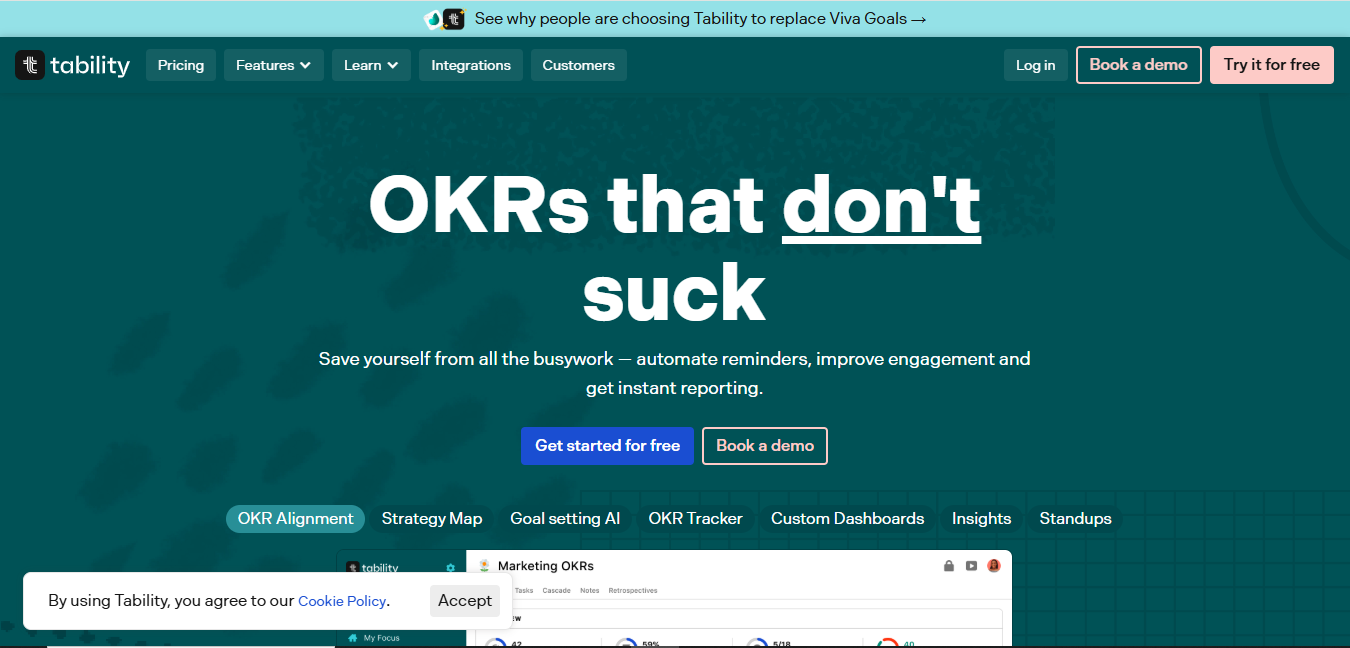 See why people are choosing Tability to replace Viva Goals →
tability
Pricing
Features
Learn
Integrations
Customers
Log in
Book a demo
Try it for free
OKRs that don't
suck
Save yourself from all the busywork — automate reminders, improve engagement and
get instant reporting.
Get started for free
Book a demo
OKR Alignment
Strategy Map
Goal setting AI
OKR Tracker
Custom Dashboards
Insights
Standups
tability
Marketing OKRs
Tasks
Cascade
Notes
Retrospectives
By using Tability, you agree to our Cookie Policy.
Accept
My Focus
42
59%
5/18
40